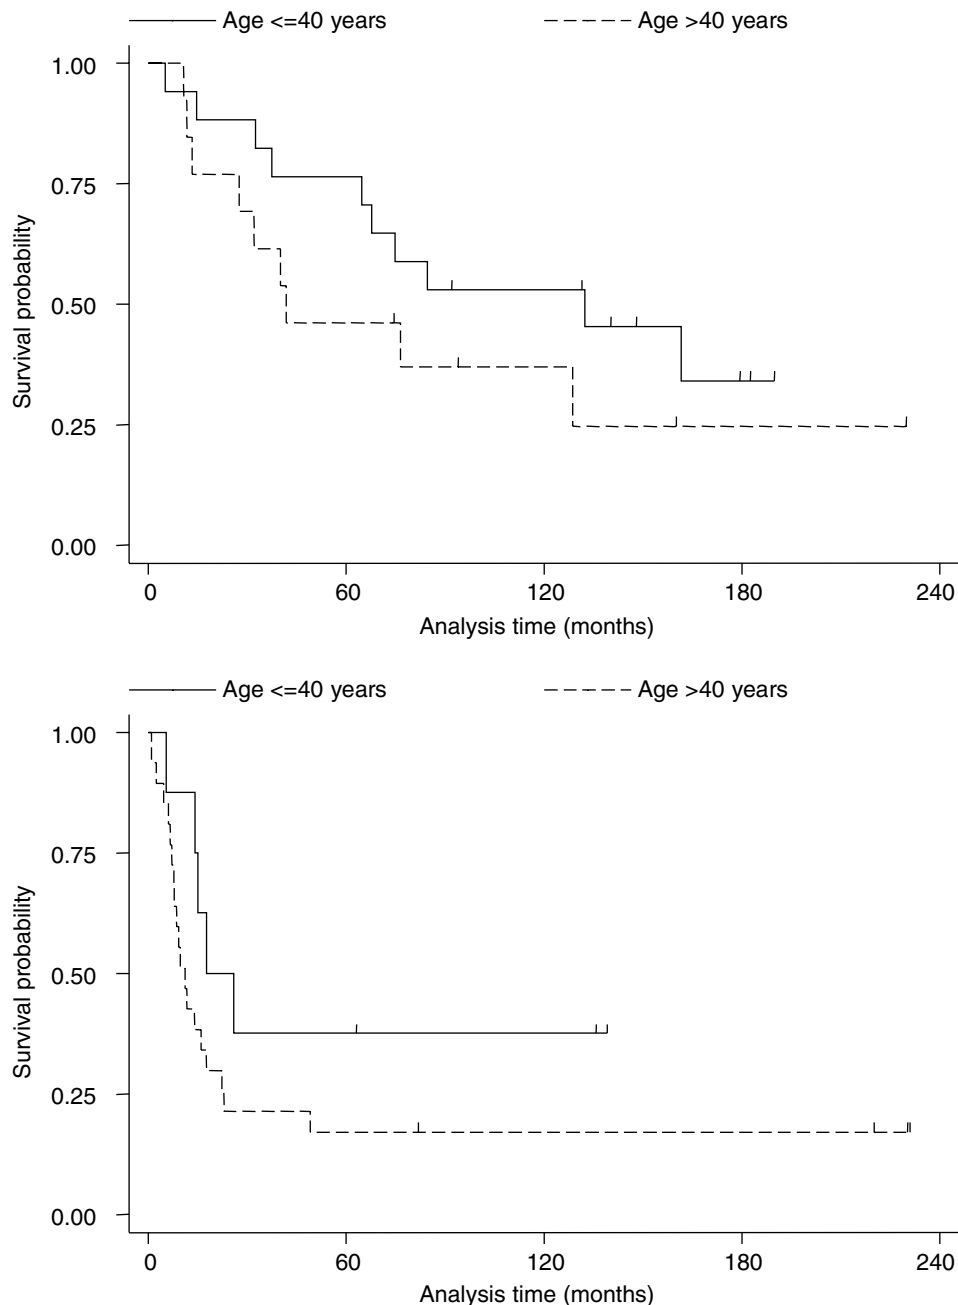 Age <=40 years Age >40 years
1.00
0.75
0.50
0.25
0.00
Survival probability
0 60 120 180 240
Analysis time (months)
Age <=40 years Age >40 years
1.00
0.75
0.50
0.25
0.00
Survival probability
0 60 120 180 240
Analysis time (months)